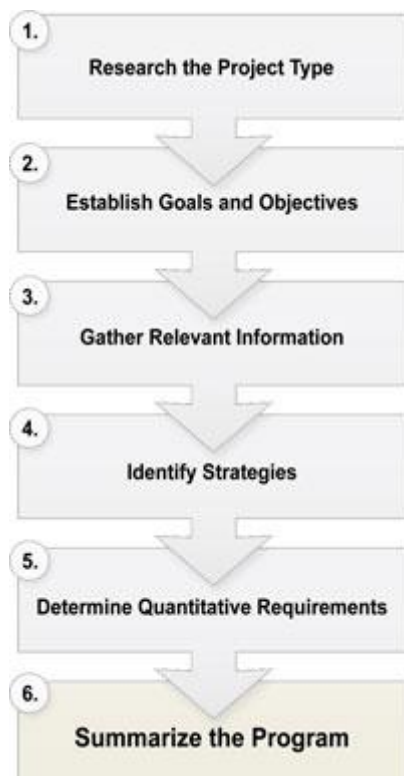 1.
Research the Project Type
2.
Establish Goals and Objectives
3.
Gather Relevant Information
4.
Identify Strategies
5.
Determine Quantitative Requirements
6.
Summarize the Program